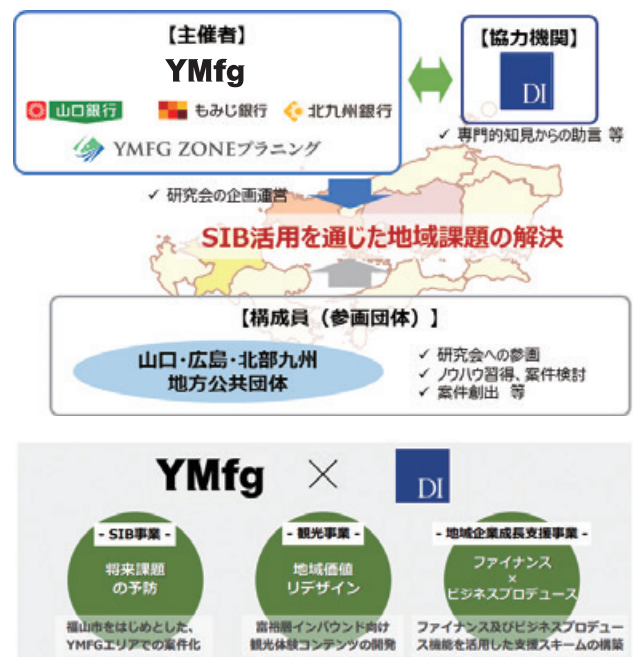 【主催者】
YMfg
山口銀行
もみじ銀行
北九州銀行
YMFG ZONEプラニング
【協力機関】
DI
✓ 専門的知見からの助言 等
✓ 研究会の企画運営
SIB活用を通じた地域課題の解決
【構成員（参画団体）】
山口・広島・北部九州
地方公共団体
✓ 研究会への参画
✓ ノウハウ習得、案件検討
✓ 案件創出 等
YMfg × DI
- SIB事業 -
将来課題
の予防
福山市をはじめとした、
YMFGエリアでの案件化
- 観光事業 -
地域価値
リデザイン
富裕層インバウンド向け
観光体験コンテンツの開発
- 地域企業成長支援事業 -
ファイナンス
×
ビジネスプロデュース
ファイナンス及びビジネスプロデュー
ス機能を活用した支援スキームの構築